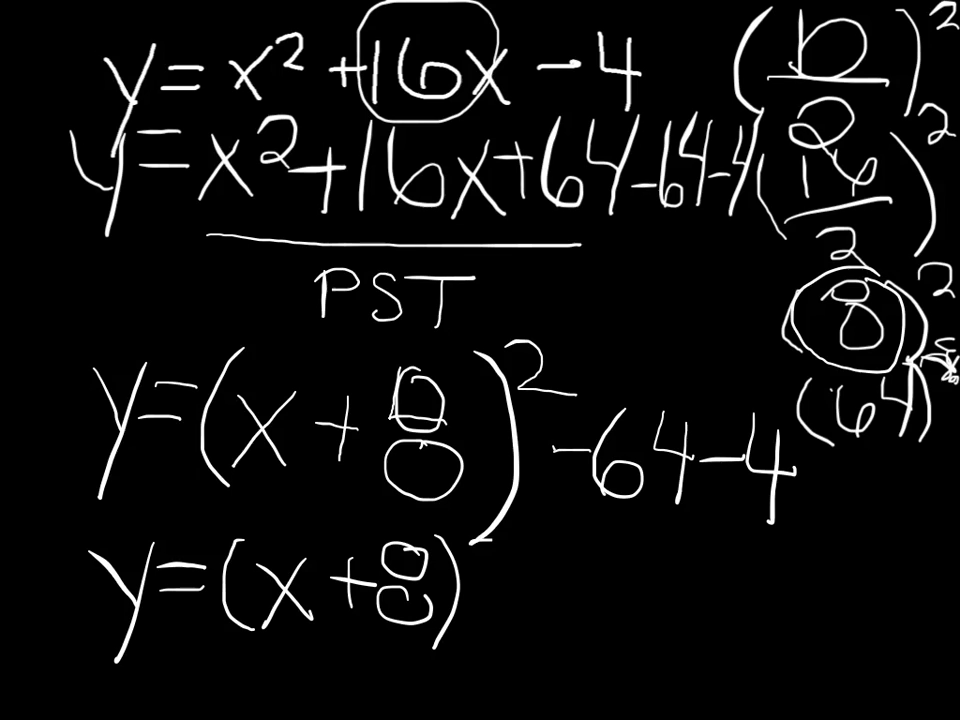 y = x² + 16x - 4
y = x² + 16x + 64 - 64 - 4
PST
y = (x + 8)² - 64 - 4
y = (x + 8)
(b/2)²
(16/2)²
(8)²
(64)